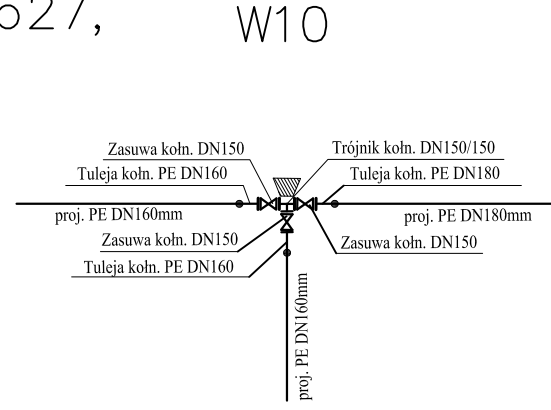 627,
W10
Zasuwa kołn. DN150
Trójnik kołn. DN150/150
Tuleja kołn. PE DN160
Tuleja kołn. PE DN180
proj. PE DN160mm
proj. PE DN180mm
Zasuwa kołn. DN150
Zasuwa kołn. DN150
Tuleja kołn. PE DN160
proj. PE DN160mm